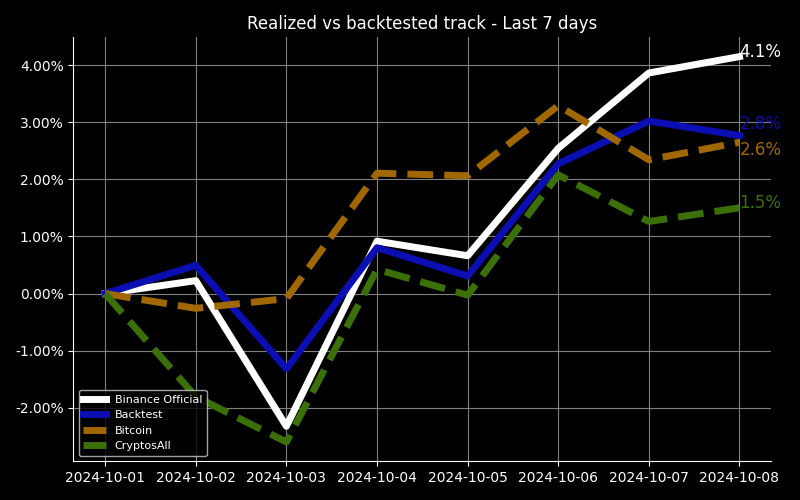 Realized vs backtested track - Last 7 days
4.00%
3.00%
2.00%
1.00%
0.00%
-1.00%
-2.00%
4.1%
2.8%
2.6%
1.5%
Binance Official
Backtest
Bitcoin
CryptosAll
2024-10-01 2024-10-02 2024-10-03 2024-10-04 2024-10-05 2024-10-06 2024-10-07 2024-10-08